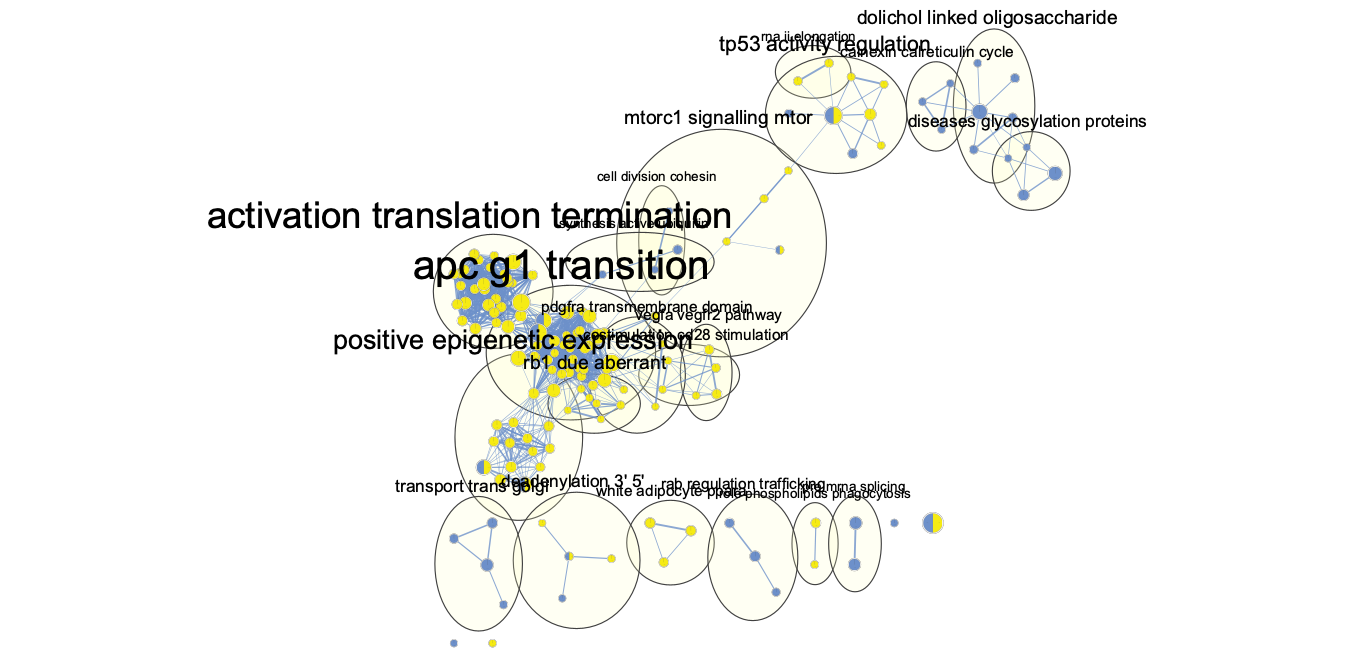 dolichol linked oligosaccharide
rna ii elongation
tp53 activity regulation
calnexin calreticulin cycle
mtorc1 signalling mtor
diseases glycosylation proteins
cell division cohesin
activation translation termination
synthesis active ubiquitin
apc g1 transition
pdgfra transmembrane domain
vegfa vegfr2 pathway
positive epigenetic expression
costimulation cd28 stimulation
rb1 due aberrant
transport trans golgi
deadenylation 3' 5'
white adipocyte ppara
rab regulation trafficking
role phospholipids phagocytosis
mrna splicing